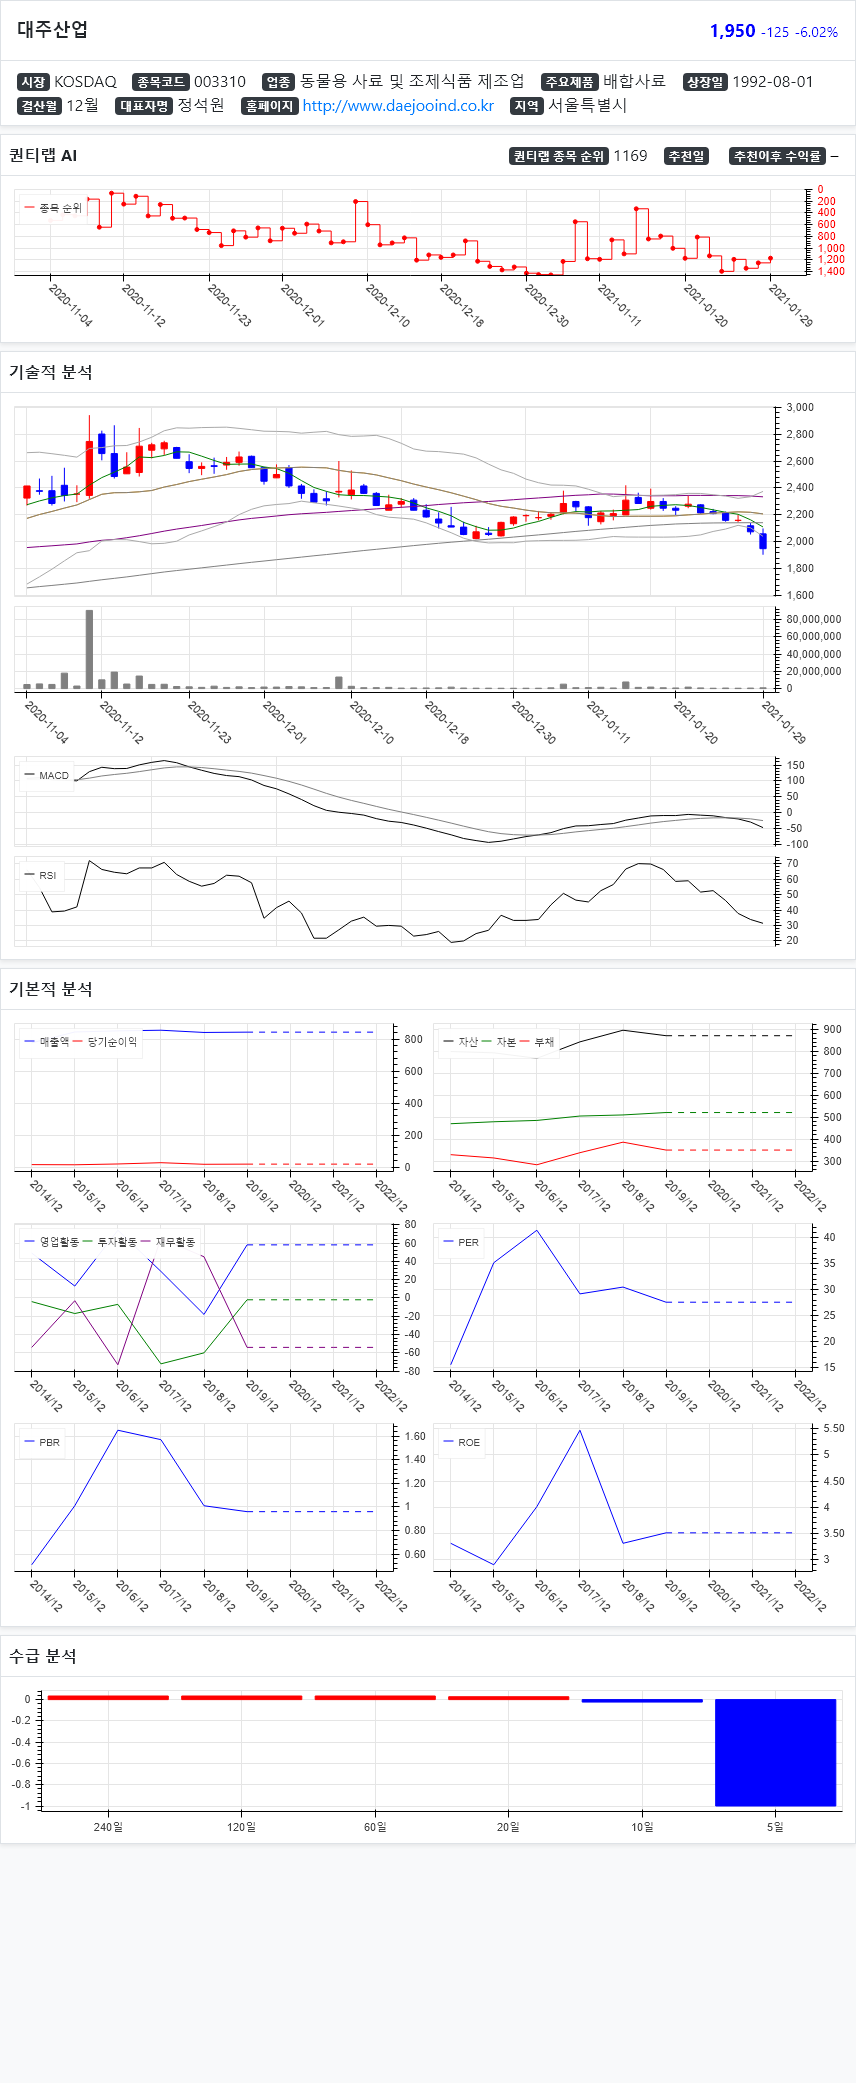 대주산업
1,950 -125 -6.02%
시장 KOSDAQ 종목코드 003310 업종 동물용 사료 및 조제식품 제조업 주요제품 배합사료 상장일 1992-08-01
결산월 12월 대표자명 정석원 홈페이지 http://www.daejooind.co.kr 지역 서울특별시
퀀티랩 AI
퀀티랩 종목 순위 1169 추천일 추천이후 수익률 –
종목 순위
0
200
400
600
800
1,000
1,200
1,400
2020-11-04 2020-11-12 2020-11-23 2020-12-01 2020-12-10 2020-12-18 2020-12-30 2021-01-11 2021-01-20 2021-01-29
기술적 분석
3,000
2,800
2,600
2,400
2,200
2,000
1,800
1,600
80,000,000
60,000,000
40,000,000
20,000,000
0
2020-11-04 2020-11-12 2020-11-23 2020-12-01 2020-12-10 2020-12-18 2020-12-30 2021-01-11 2021-01-20 2021-01-29
MACD
150
100
50
0
-50
-100
RSI
70
60
50
40
30
20
기본적 분석
매출액 당기순이익
800
600
400
200
0
2014/12 2015/12 2016/12 2017/12 2018/12 2019/12 2020/12 2021/12 2022/12
자산 자본 부채
900
800
700
600
500
400
300
2014/12 2015/12 2016/12 2017/12 2018/12 2019/12 2020/12 2021/12 2022/12
영업활동 투자활동 재무활동
80
60
40
20
0
-20
-40
-60
-80
2014/12 2015/12 2016/12 2017/12 2018/12 2019/12 2020/12 2021/12 2022/12
PER
40
35
30
25
20
15
2014/12 2015/12 2016/12 2017/12 2018/12 2019/12 2020/12 2021/12 2022/12
PBR
1.60
1.40
1.20
1
0.80
0.60
2014/12 2015/12 2016/12 2017/12 2018/12 2019/12 2020/12 2021/12 2022/12
ROE
5.50
5
4.50
4
3.50
3
2014/12 2015/12 2016/12 2017/12 2018/12 2019/12 2020/12 2021/12 2022/12
수급 분석
0
-0.2
-0.4
-0.6
-0.8
-1
240일 120일 60일 20일 10일 5일